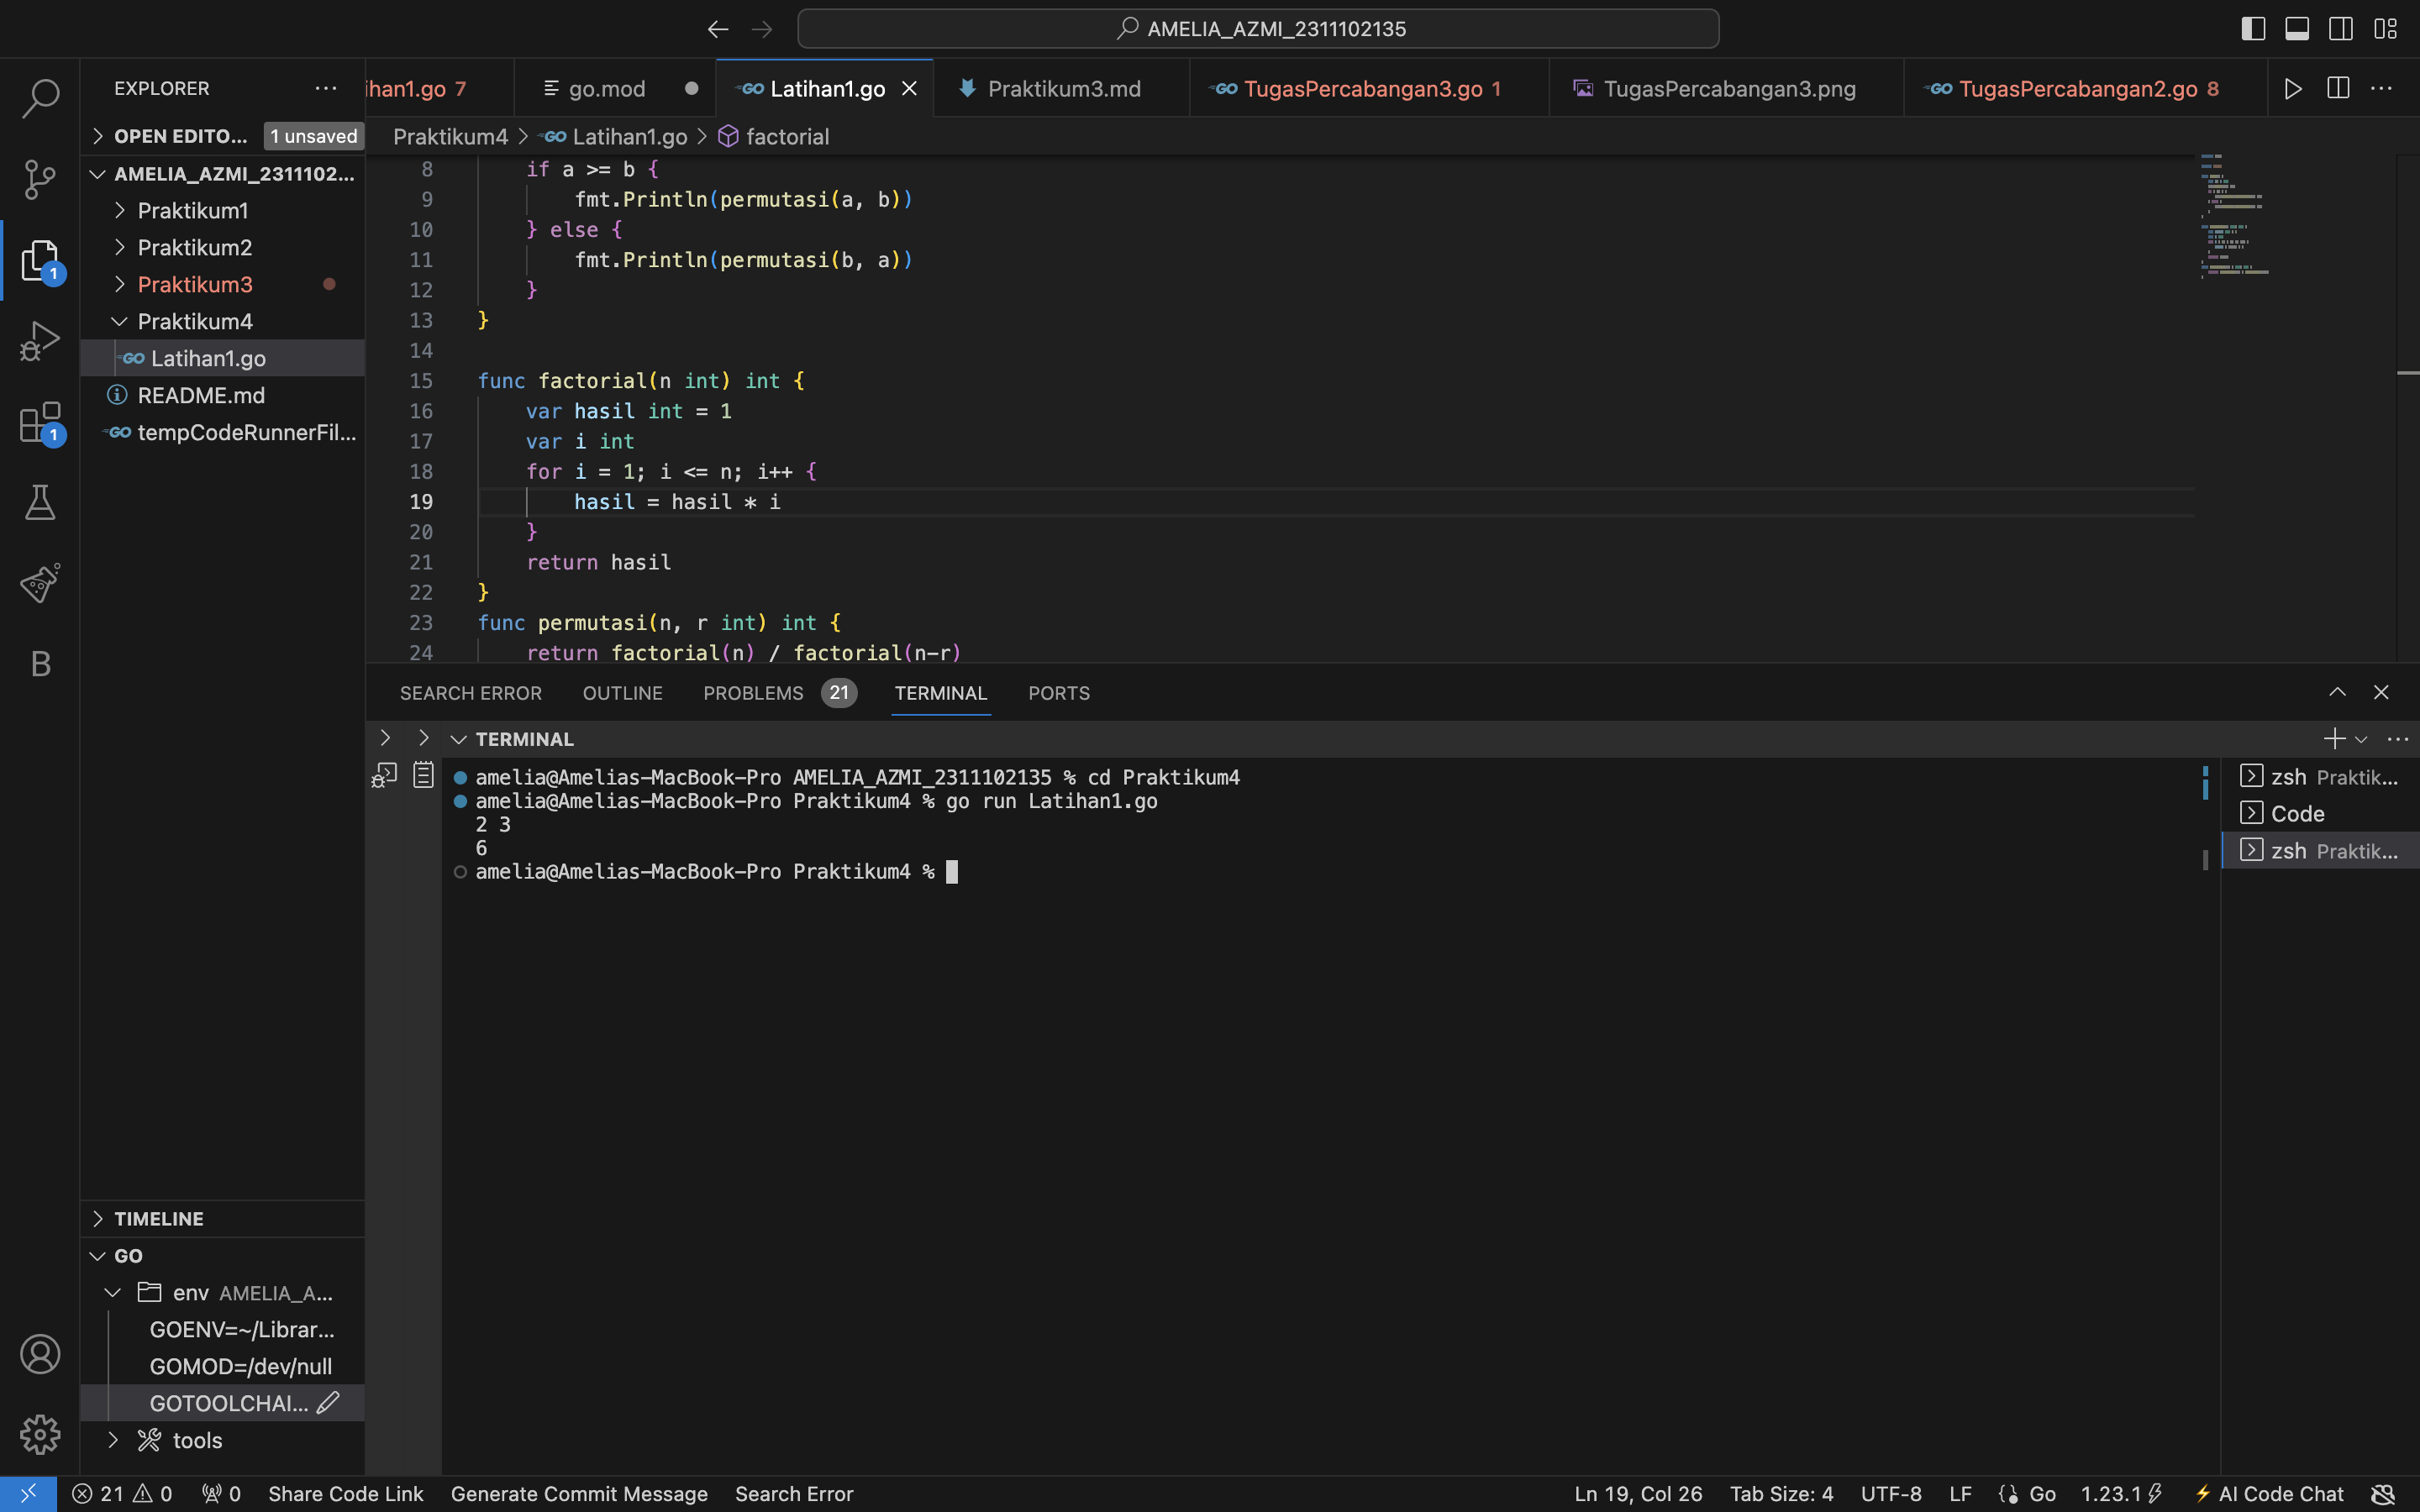 AMELIA_AZMI_2311102135
EXPLORER
ihan1.go 7
go.mod
Latihan1.go
Praktikum3.md
TugasPercabangan3.go 1
TugasPercabangan3.png
TugasPercabangan2.go 8
OPEN EDITO... 1 unsaved
AMELIA_AZMI_2311102...
Praktikum1
Praktikum2
Praktikum3
Praktikum4
Latihan1.go
README.md
tempCodeRunnerFil...
1
1
B
Praktikum4 > Latihan1.go > factorial
8 if a >= b {
9 fmt.Println(permutasi(a, b))
10 } else {
11 fmt.Println(permutasi(b, a))
12 }
13 }
14
15 func factorial(n int) int {
16 var hasil int = 1
17 var i int
18 for i = 1; i <= n; i++ {
19 hasil = hasil * i
20 }
21 return hasil
22 }
23 func permutasi(n, r int) int {
24 return factorial(n) / factorial(n-r)
SEARCH ERROR OUTLINE PROBLEMS 21 TERMINAL PORTS
TERMINAL
amelia@Amelias-MacBook-Pro AMELIA_AZMI_2311102135 % cd Praktikum4
amelia@Amelias-MacBook-Pro Praktikum4 % go run Latihan1.go
2 3
6
amelia@Amelias-MacBook-Pro Praktikum4 %
zsh Praktik...
Code
zsh Praktik...
TIMELINE
GO
env AMELIA_A...
GOENV=~/Librar...
GOMOD=/dev/null
GOTOOLCHAI...
tools
21 0 0 Share Code Link Generate Commit Message Search Error Ln 19, Col 26 Tab Size: 4 UTF-8 LF Go 1.23.1 AI Code Chat